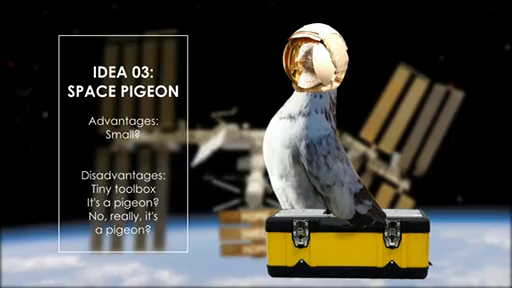 IDEA 03:
SPACE PIGEON
Advantages:
Small?
Disadvantages:
Tiny toolbox
It's a pigeon?
No, really, it's
a pigeon?